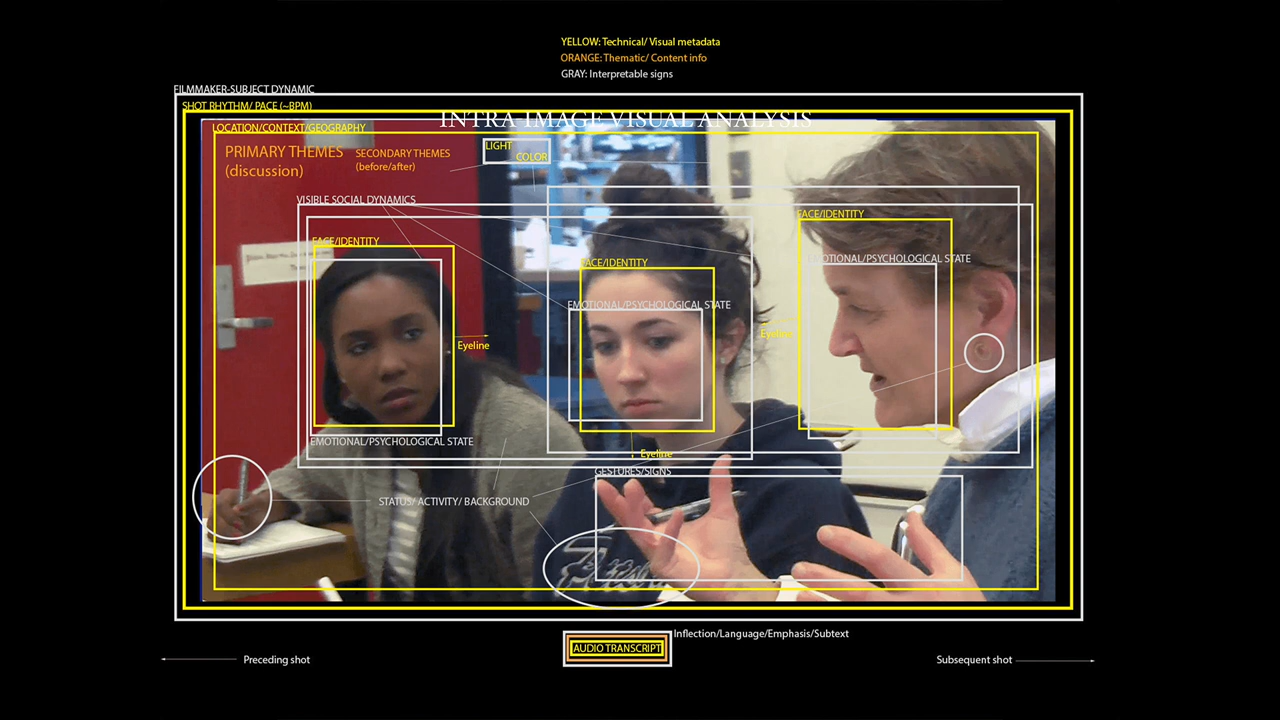 YELLOW: Technical/ Visual metadata
ORANGE: Thematic/ Content info
GRAY: Interpretable signs
FILMMAKER-SUBJECT DYNAMIC
SHOT RHYTHM/ PACE (~BPM)
INTRA-IMAGE VISUAL ANALYSIS
LOCATION/CONTEXT/GEOGRAPHY
PRIMARY THEMES
(discussion)
SECONDARY THEMES
(before/after)
LIGHT
COLOR
VISIBLE SOCIAL DYNAMICS
FACE/IDENTITY
FACE/IDENTITY
FACE/IDENTITY
EMOTIONAL/PSYCHOLOGICAL STATE
EMOTIONAL/PSYCHOLOGICAL STATE
Eyeline
Eyeline
EMOTIONAL/PSYCHOLOGICAL STATE
Eyeline
GESTURES/SIGNS
STATUS/ ACTIVITY/ BACKGROUND
Inflection/Language/Emphasis/Subtext
AUDIO TRANSCRIPT
Preceding shot
Subsequent shot